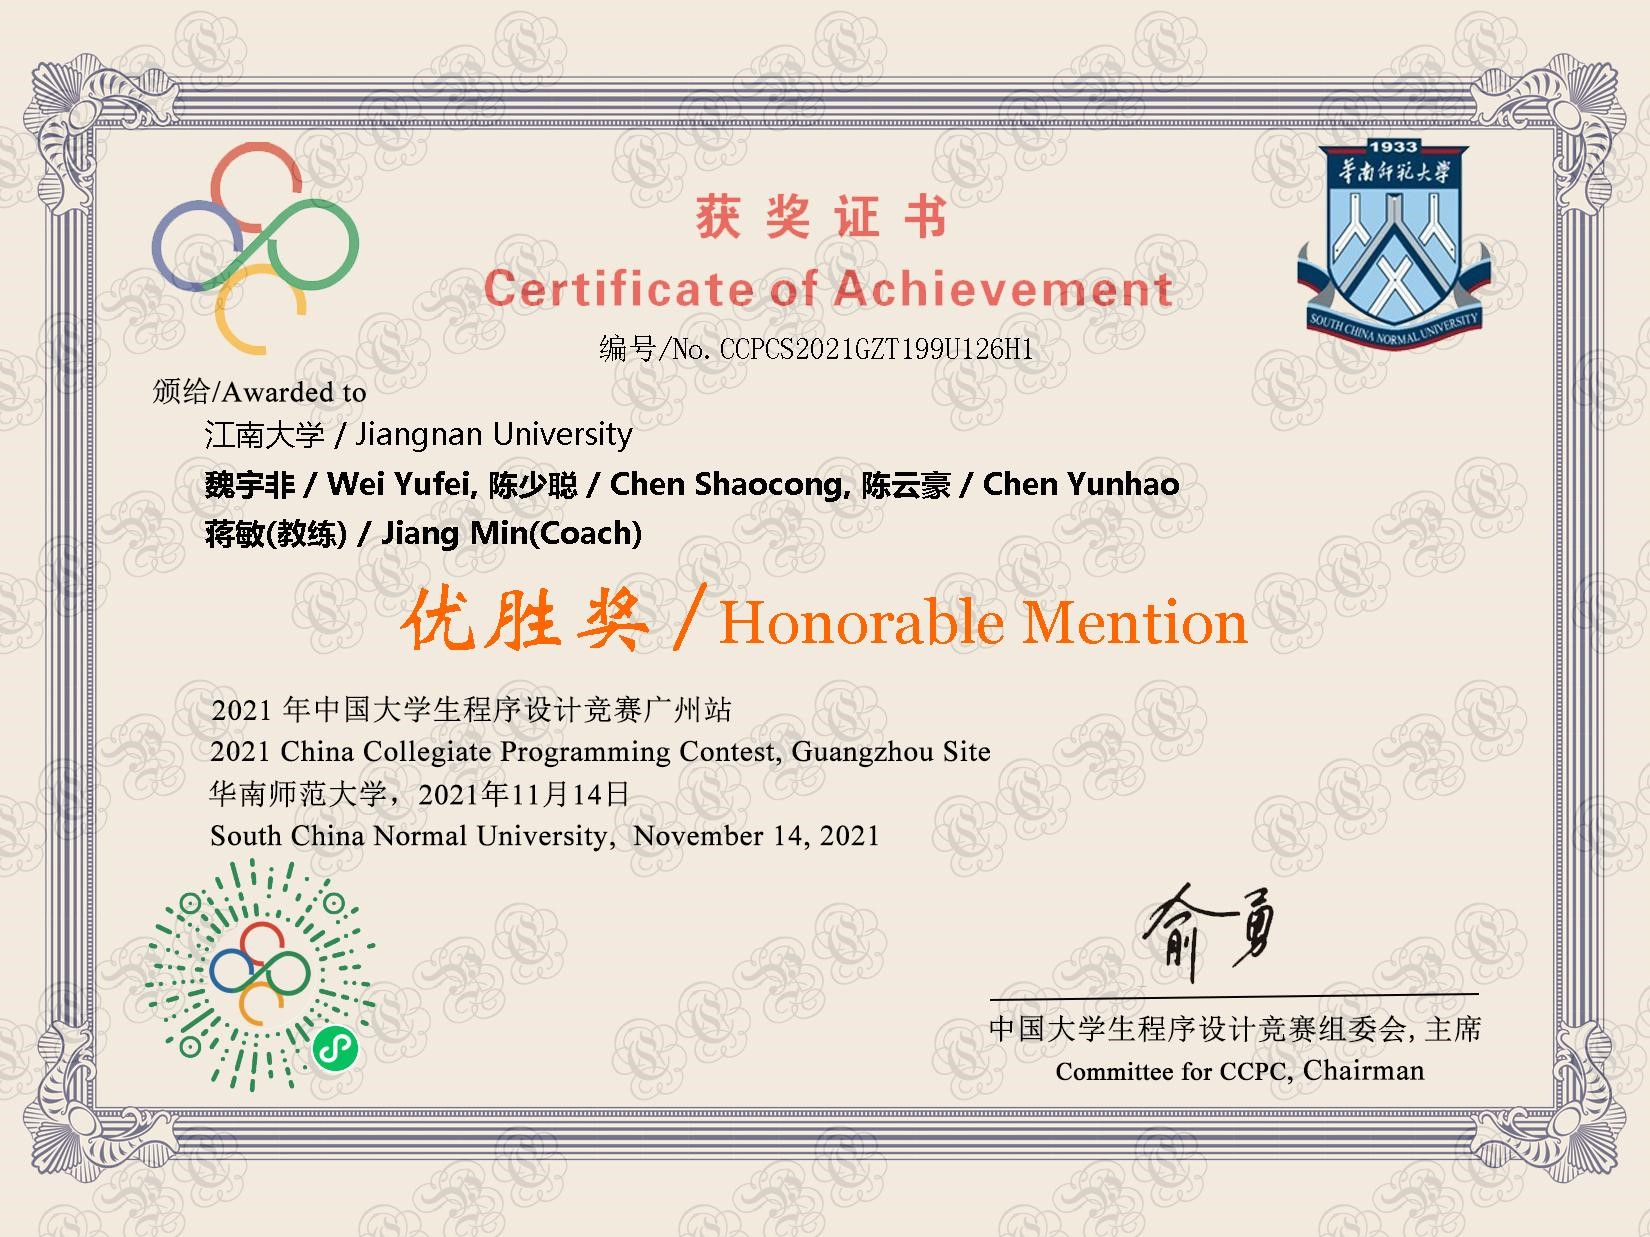 1933
华南师范大学
SOUTH CHINA NORMAL UNIVERSITY
获奖证书
Certificate of Achievement
编号/No. CCPCS2021GZT199U126H1
颁给/Awarded to
江南大学 / Jiangnan University
魏宇非 / Wei Yufei, 陈少聪 / Chen Shaocong, 陈云豪 / Chen Yunhao
蒋敏(教练) / Jiang Min(Coach)
优胜奖 / Honorable Mention
2021 年中国大学生程序设计竞赛广州站
2021 China Collegiate Programming Contest, Guangzhou Site
华南师范大学，2021年11月14日
South China Normal University, November 14, 2021
俞勇
中国大学生程序设计竞赛组委会, 主席
Committee for CCPC, Chairman